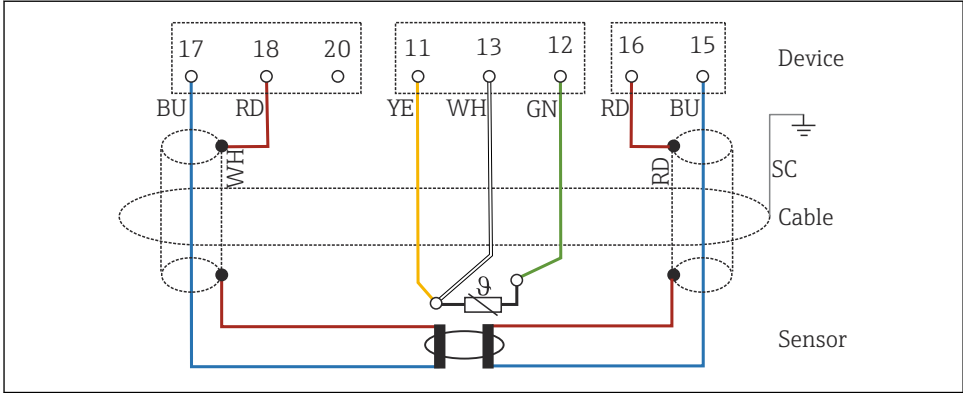 17 18 20 11 13 12 16 15 Device
BU RD YE WH GN RD BU
WH RD SC
Cable
ϑ
Sensor